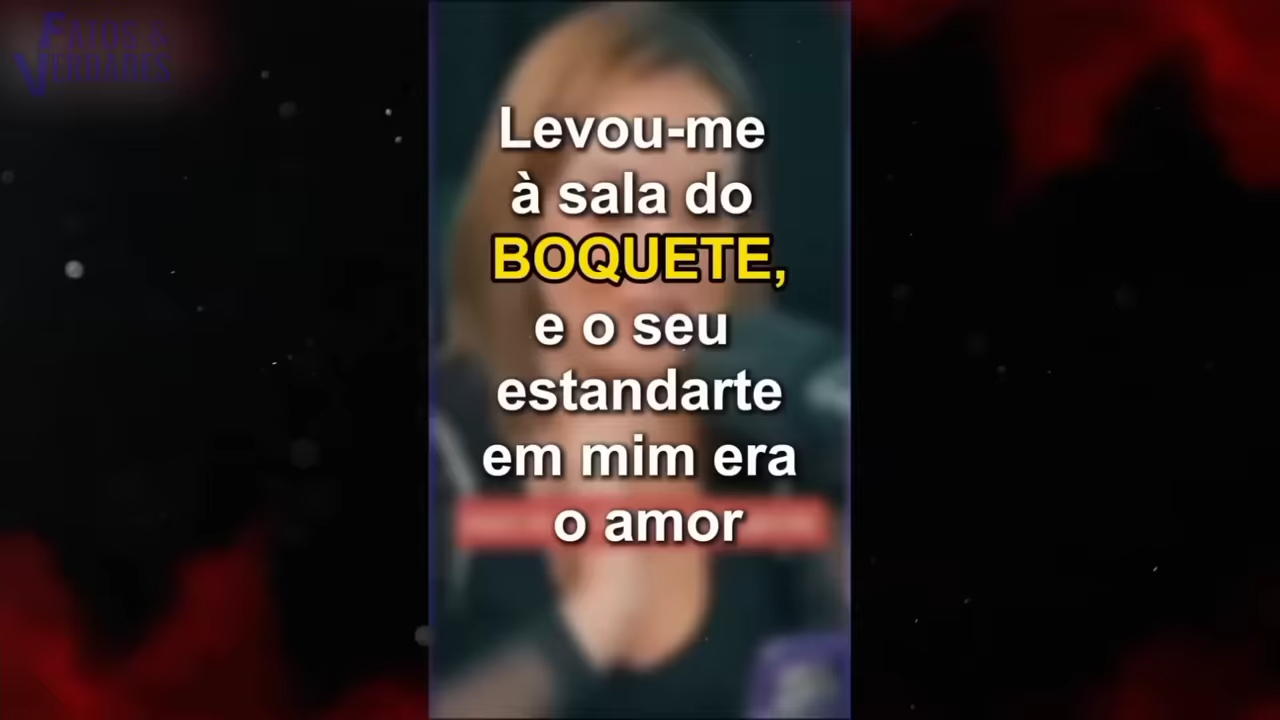 FATOS &
VERDADES
Levou-me
à sala do
BOQUETE,
e o seu
estandarte
em mim era
o amor